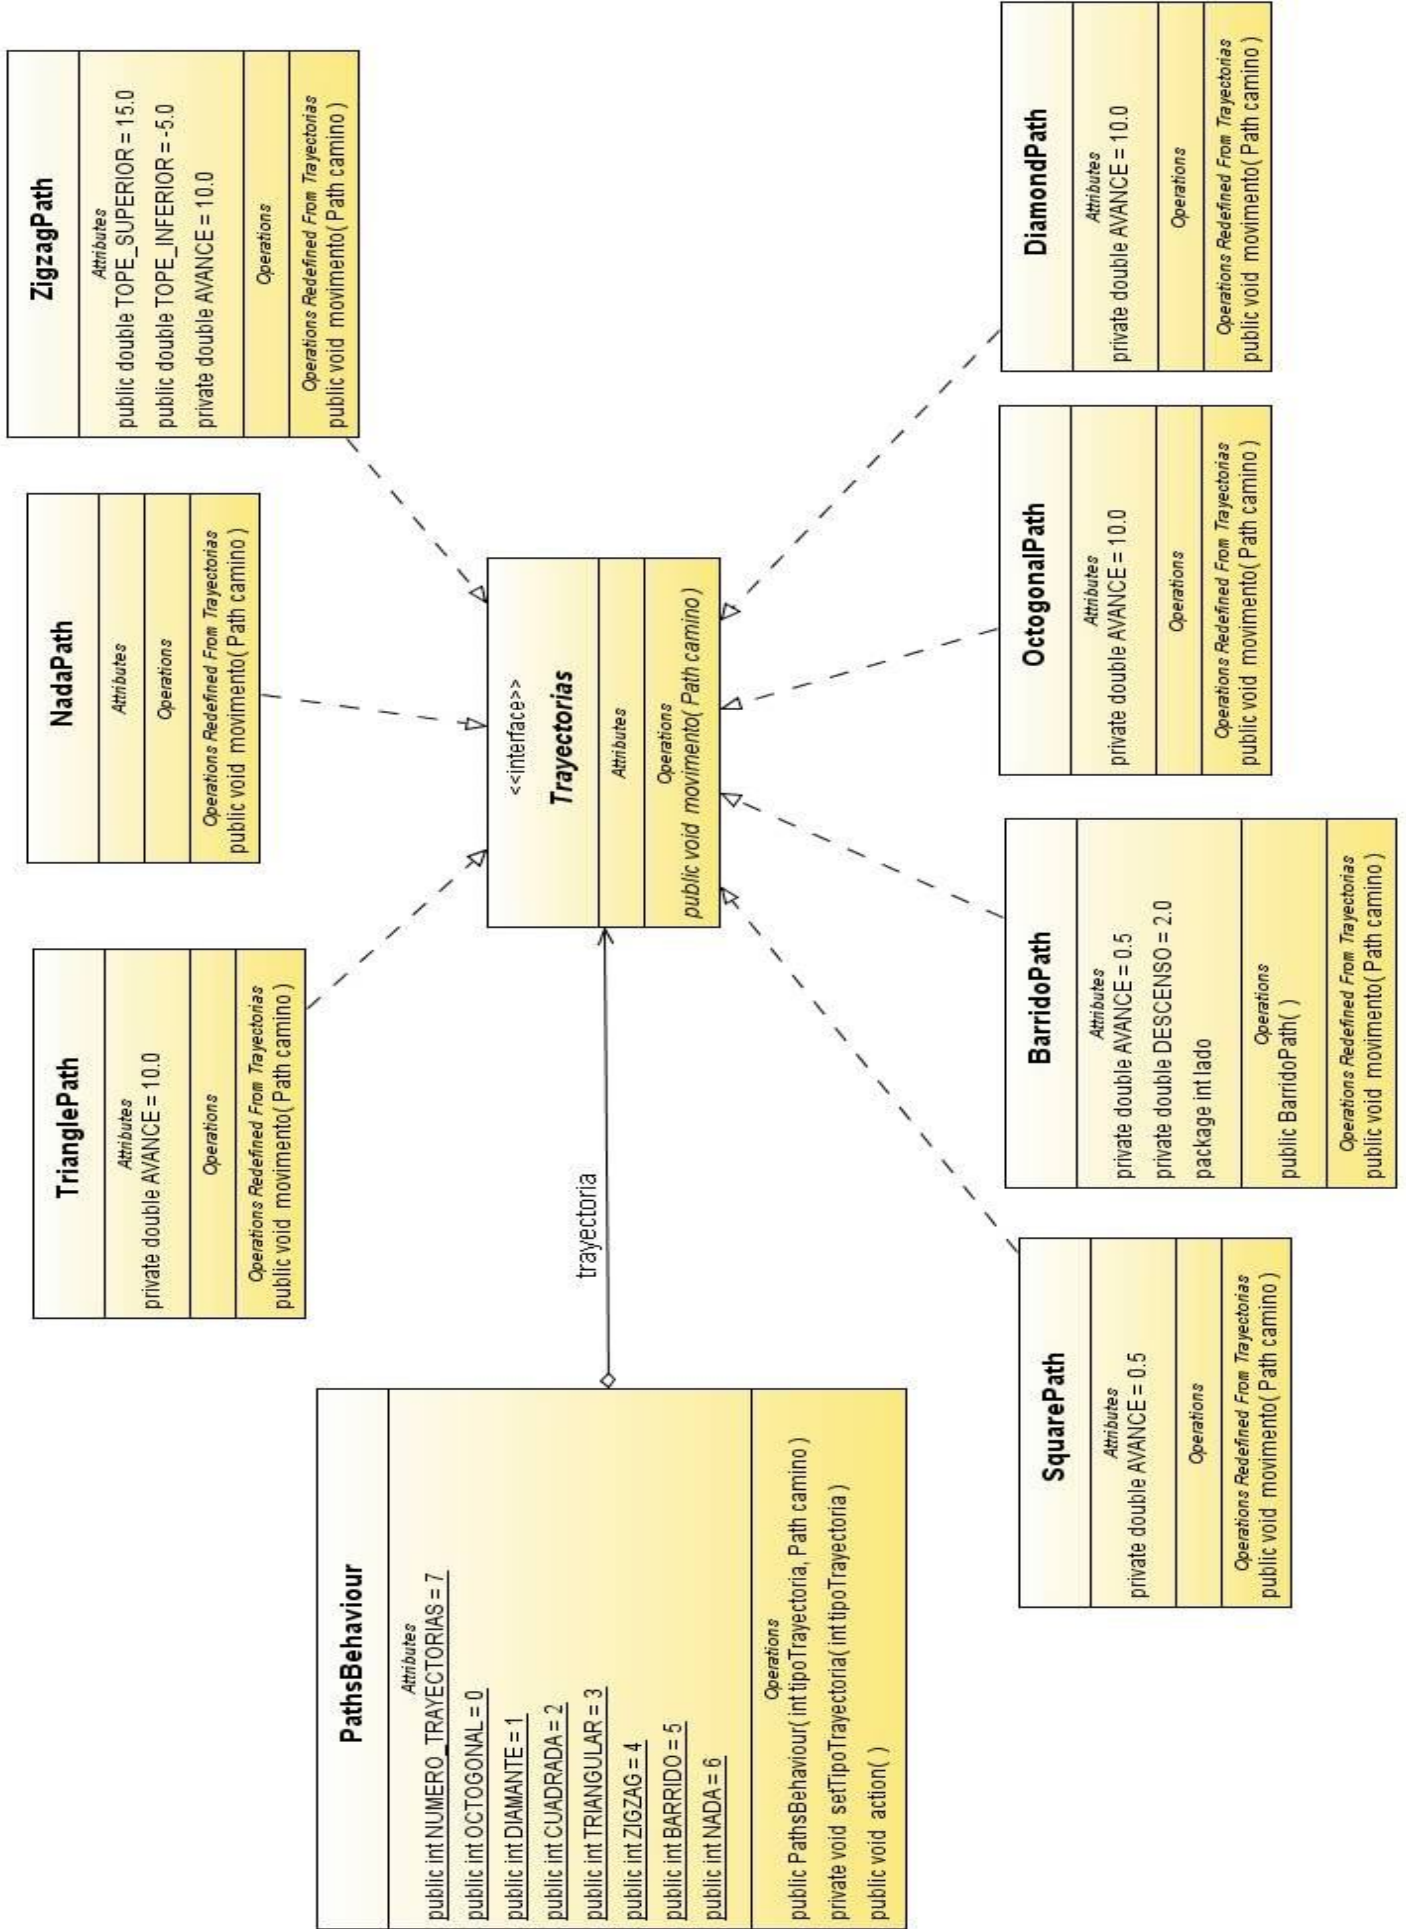 PathsBehaviour
Attributes
public int NUMERO_TRAYECTORIAS = 7
public int OCTOGONAL = 0
public int DIAMANTE = 1
public int CUADRADA = 2
public int TRIANGULAR = 3
public int ZIGZAG = 4
public int BARRIDO = 5
public int NADA = 6
Operations
public PathsBehaviour( int tipoTrayectoria, Path camino )
private void setTipoTrayectoria( int tipoTrayectoria )
public void action( )
trayectoria
TrianglePath
Attributes
private double AVANCE = 10.0
Operations
Operations Redefined From Trayectorias
public void movimento( Path camino )
NadaPath
Attributes
Operations
Operations Redefined From Trayectorias
public void movimento( Path camino )
ZigzagPath
Attributes
public double TOPE_SUPERIOR = 15.0
public double TOPE_INFERIOR = -5.0
private double AVANCE = 10.0
Operations
Operations Redefined From Trayectorias
public void movimento( Path camino )
<<interface>>
Trayectorias
Attributes
Operations
public void movimento( Path camino )
SquarePath
Attributes
private double AVANCE = 0.5
Operations
Operations Redefined From Trayectorias
public void movimento( Path camino )
BarridoPath
Attributes
private double AVANCE = 0.5
private double DESCENSO = 2.0
package int lado
Operations
public BarridoPath( )
Operations Redefined From Trayectorias
public void movimento( Path camino )
OctogonalPath
Attributes
private double AVANCE = 10.0
Operations
Operations Redefined From Trayectorias
public void movimento( Path camino )
DiamondPath
Attributes
private double AVANCE = 10.0
Operations
Operations Redefined From Trayectorias
public void movimento( Path camino )